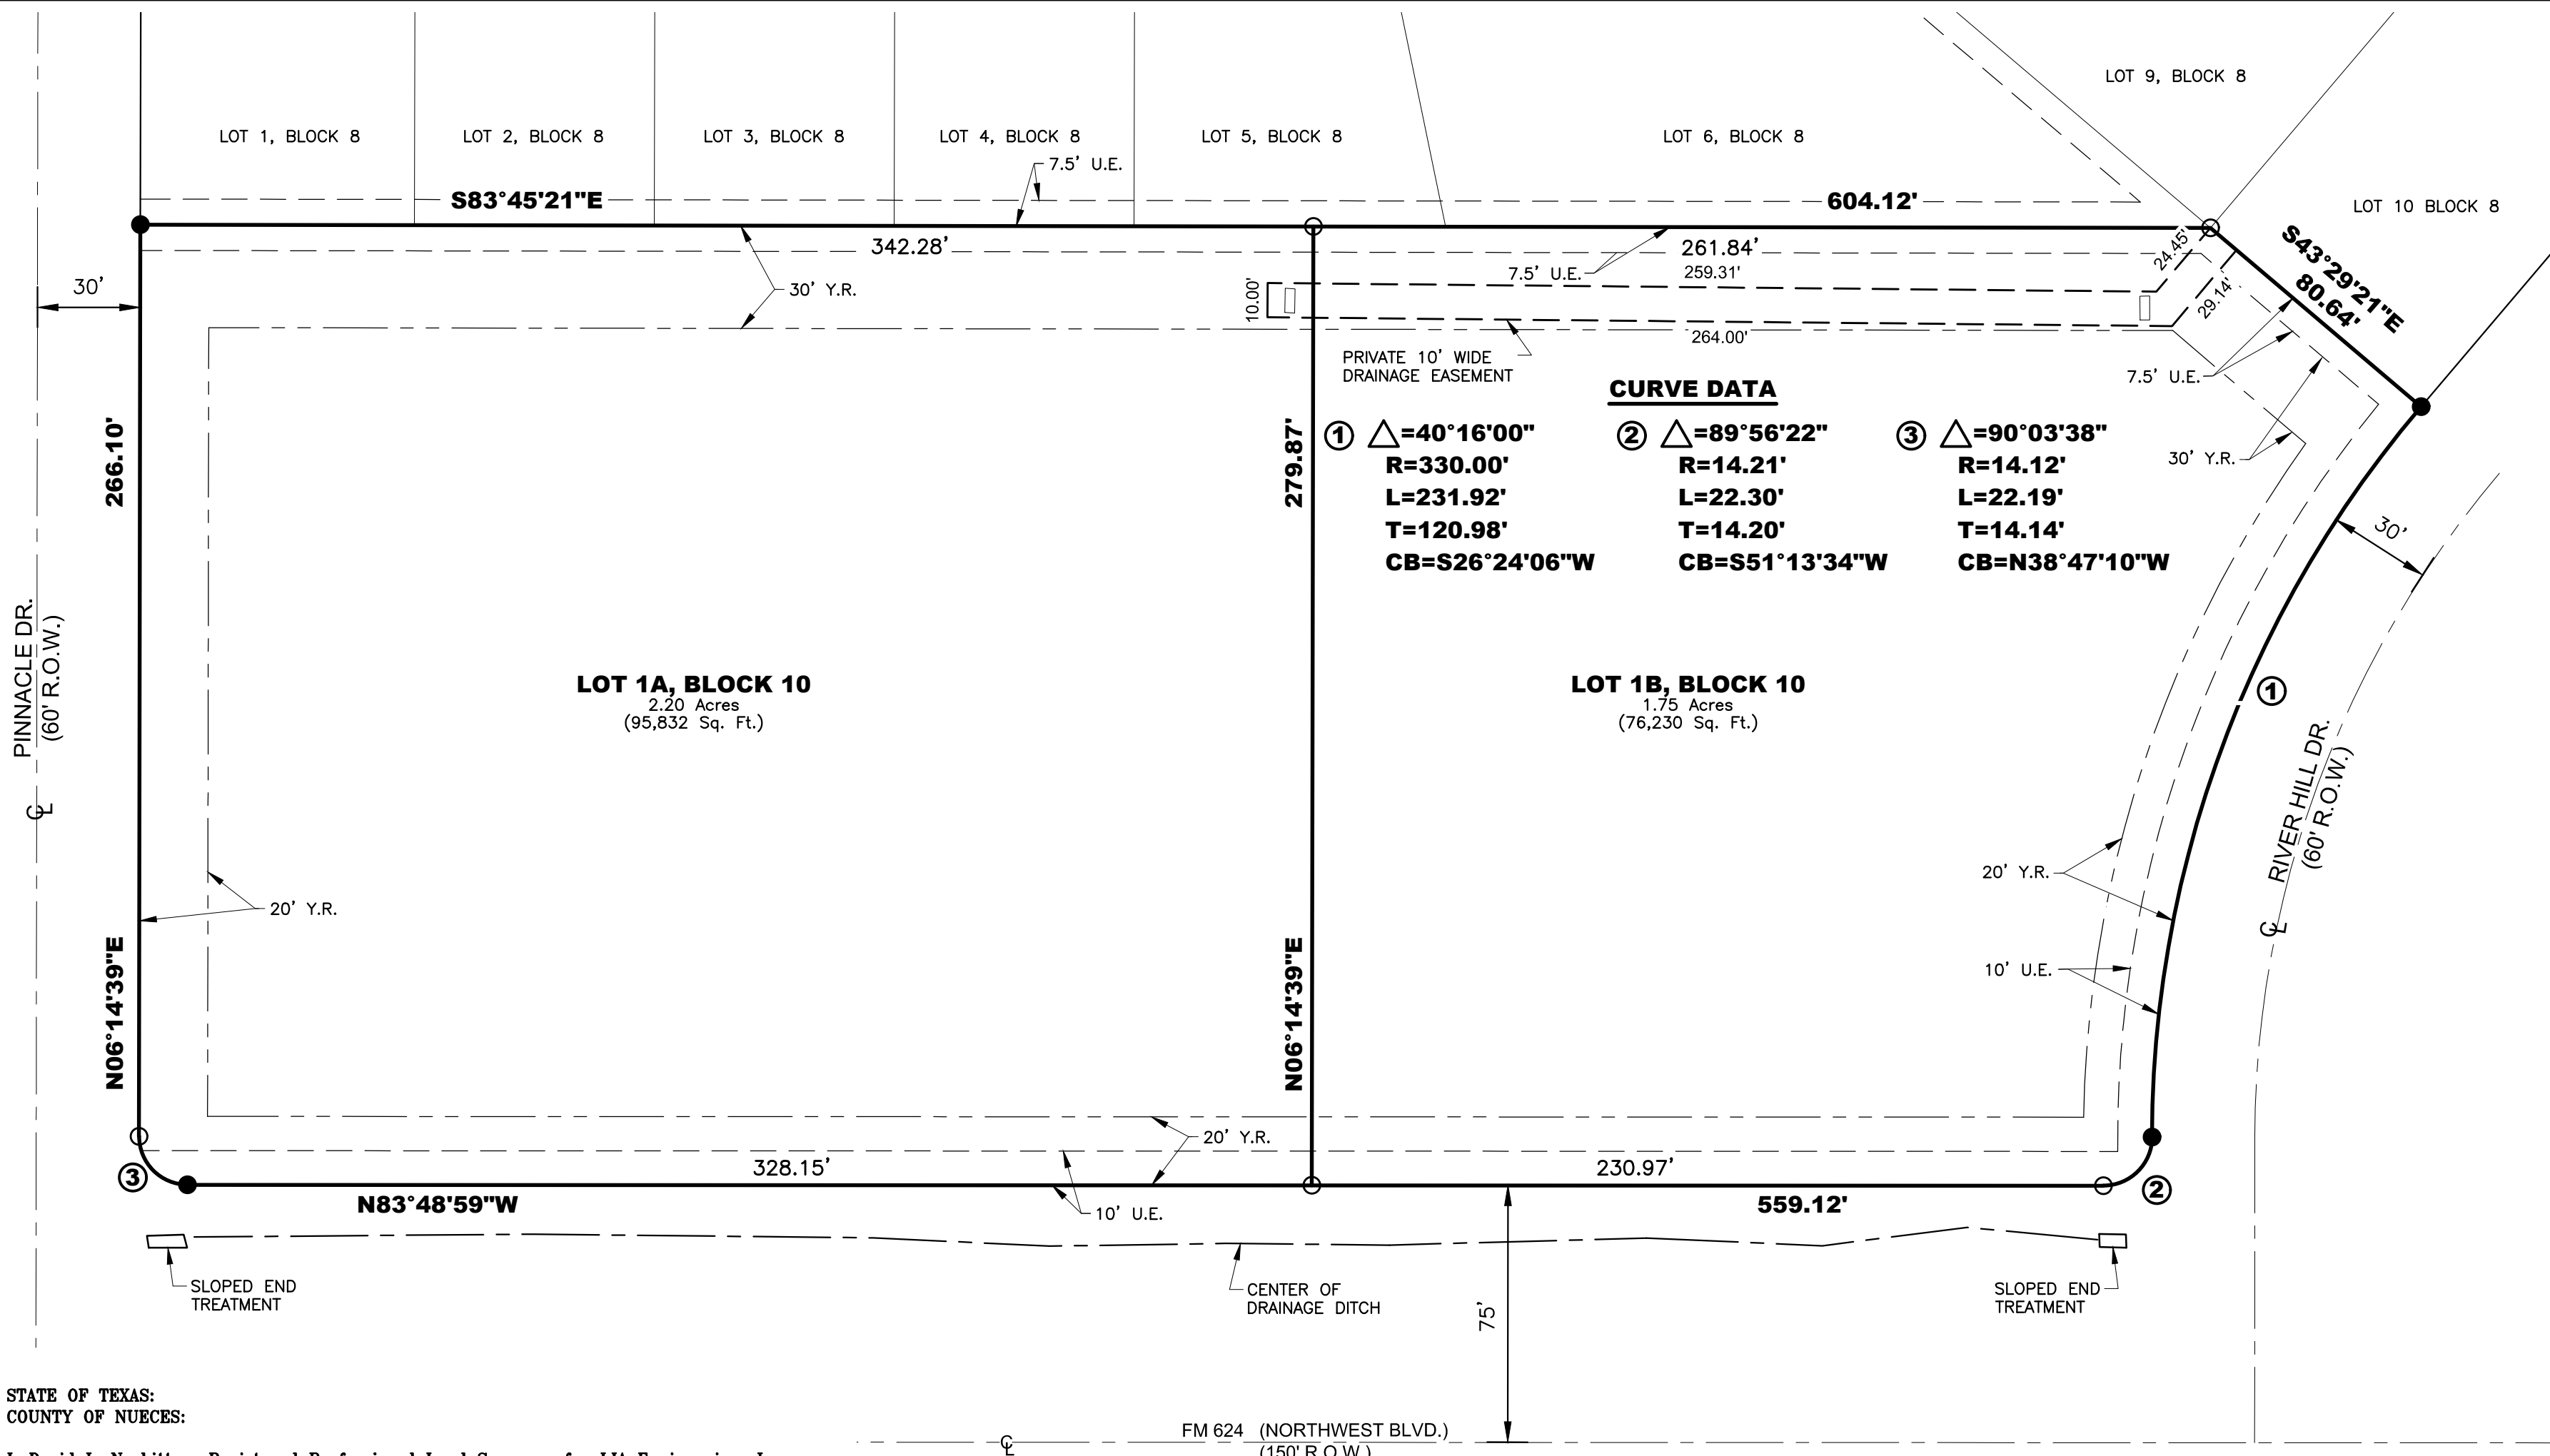 LOT 9, BLOCK 8
LOT 1, BLOCK 8
LOT 2, BLOCK 8
LOT 3, BLOCK 8
LOT 4, BLOCK 8
LOT 5, BLOCK 8
LOT 6, BLOCK 8
7.5' U.E.
LOT 10 BLOCK 8
S83°45'21"E
604.12'
342.28'
261.84'
7.5' U.E.
259.31'
24.45'
S43°29'21"E
80.64'
30'
30' Y.R.
10.00'
29.14'
264.00'
PRIVATE 10' WIDE
DRAINAGE EASEMENT
7.5' U.E.
CURVE DATA
266.10'
279.87'
1 △=40°16'00"
R=330.00'
L=231.92'
T=120.98'
CB=S26°24'06"W
2 △=89°56'22"
R=14.21'
L=22.30'
T=14.20'
CB=S51°13'34"W
3 △=90°03'38"
R=14.12'
L=22.19'
T=14.14'
CB=N38°47'10"W
30' Y.R.
30'
PINNACLE DR.
(60' R.O.W.)
LOT 1A, BLOCK 10
2.20 Acres
(95,832 Sq. Ft.)
LOT 1B, BLOCK 10
1.75 Acres
(76,230 Sq. Ft.)
1
RIVER HILL DR.
(60' R.O.W.)
℄
20' Y.R.
20' Y.R.
℄
N06°14'39"E
N06°14'39"E
10' U.E.
20' Y.R.
328.15'
230.97'
3
2
N83°48'59"W
10' U.E.
559.12'
SLOPED END
TREATMENT
CENTER OF
DRAINAGE DITCH
75'
SLOPED END
TREATMENT
STATE OF TEXAS:
COUNTY OF NUECES:
℄
FM 624 (NORTHWEST BLVD.)
(150' R.O.W.)